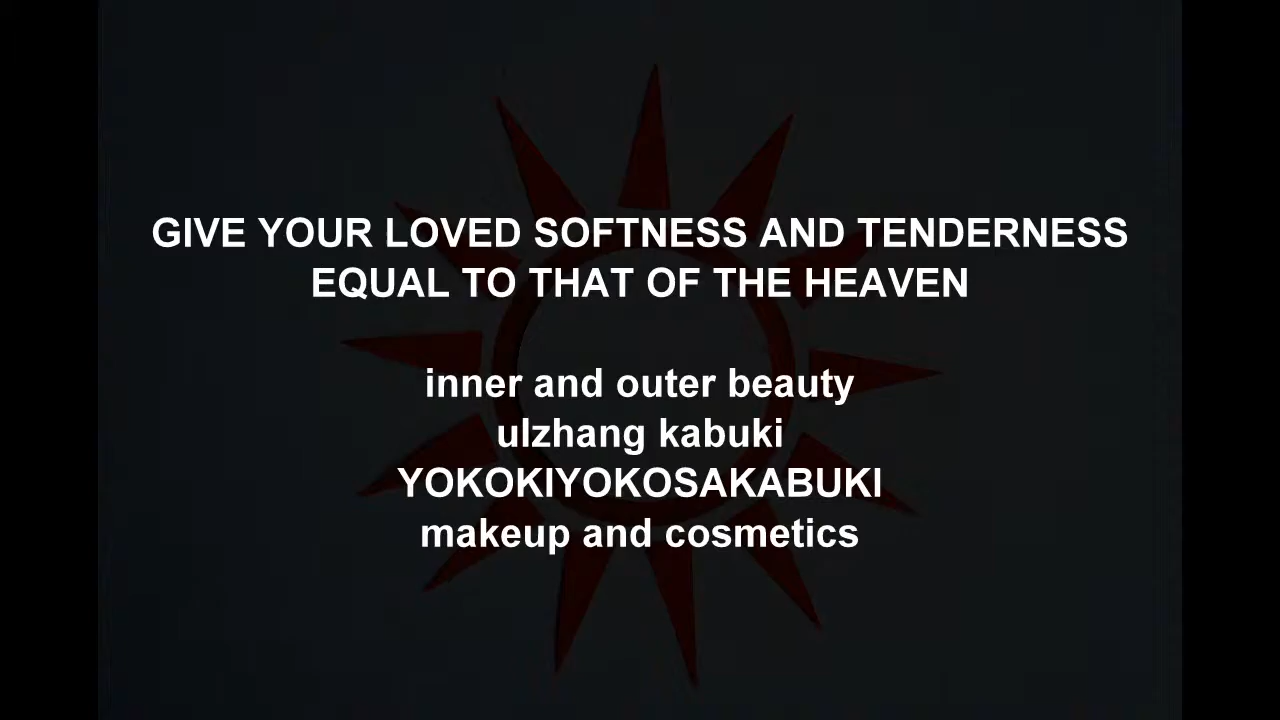 GIVE YOUR LOVED SOFTNESS AND TENDERNESS
EQUAL TO THAT OF THE HEAVEN
inner and outer beauty
ulzhang kabuki
YOKOKIYOKOSAKABUKI
makeup and cosmetics